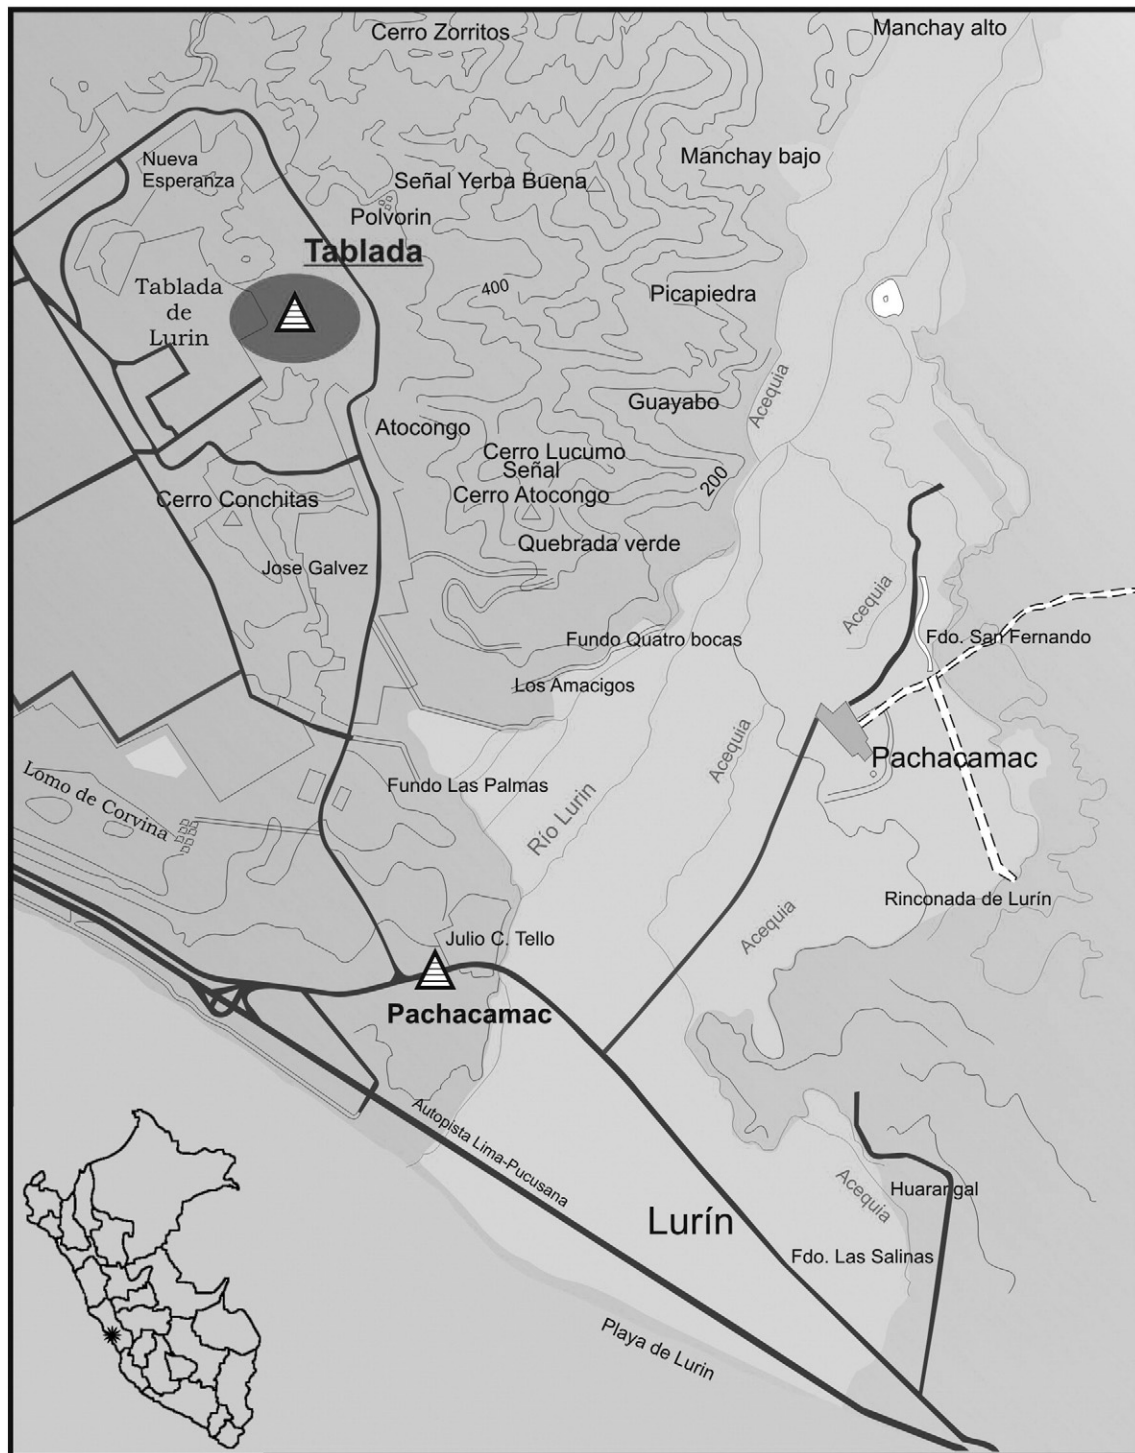 Cerro Zorritos
Manchay alto
Nueva
Esperanza
Manchay bajo
Señal Yerba Buena
Polvorin
Tablada
Tablada
de
Lurin
400
Picapiedra
Acequia
Guayabo
Atocongo
Cerro Lucumo
Señal
Cerro Atocongo
200
Cerro Conchitas
Quebrada verde
Jose Galvez
Acequia
Fundo Quatro bocas
Fdo. San Fernando
Los Amacigos
Acequia
Pachacamac
Fundo Las Palmas
Lomo de Corvina
Río Lurin
Rinconada de Lurín
Acequia
Julio C. Tello
Pachacamac
Autopista Lima-Pucusana
Acequia
Huarangal
Lurín
Fdo. Las Salinas
Playa de Lurin